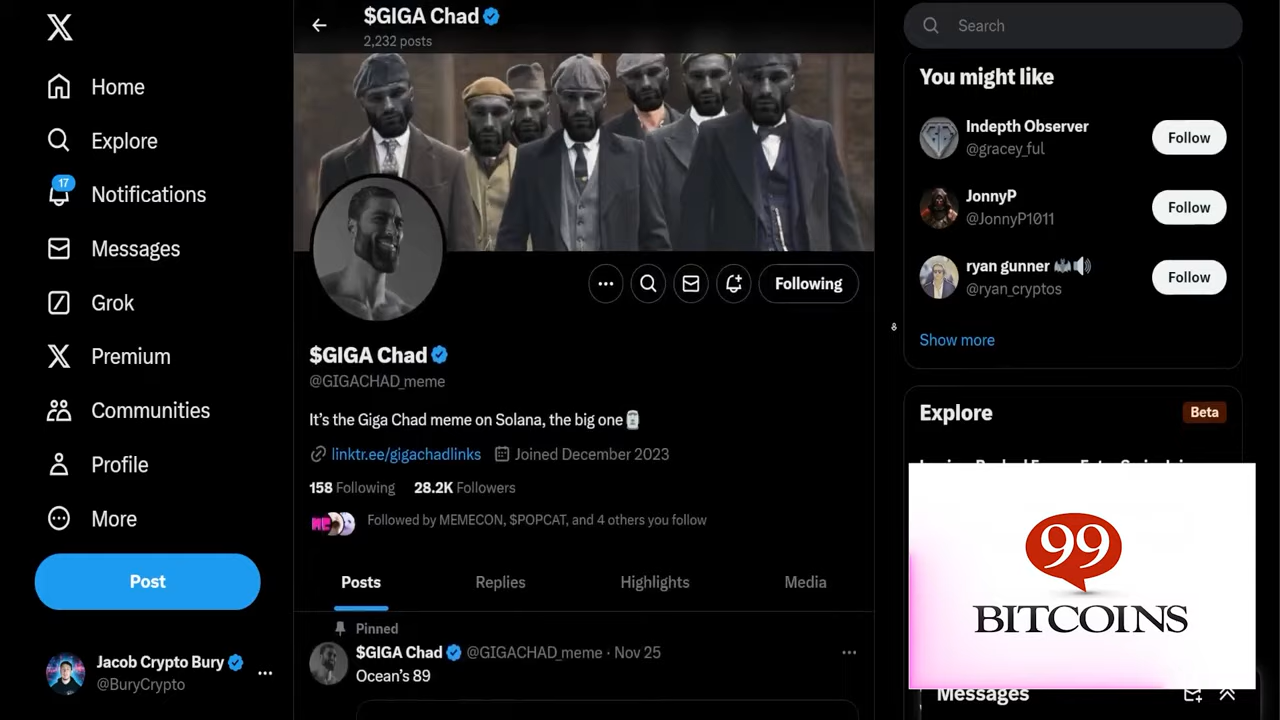 Home
Explore
17
Notifications
Messages
Grok
Premium
Communities
Profile
More
Post
Jacob Crypto Bury
@BuryCrypto
$GIGA Chad
2,232 posts
Following
$GIGA Chad
@GIGACHAD_meme
It's the Giga Chad meme on Solana, the big one🗿
linktr.ee/gigachadlinks Joined December 2023
158 Following 28.2K Followers
Followed by MEMECON, $POPCAT, and 4 others you follow
Posts Replies Highlights Media
Pinned
$GIGA Chad @GIGACHAD_meme · Nov 25
Ocean's 89
Search
You might like
Indepth Observer
@gracey_ful
Follow
JonnyP
@JonnyP1011
Follow
ryan gunner 🦇🔊
@ryan_cryptos
Follow
Show more
Explore Beta
99
BITCOINS
Messages